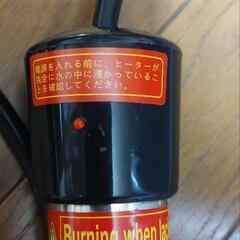 電源を入れる前に、ヒーターが
完全に水の中に浸かっているこ
とを確認してください。
Burning when lac